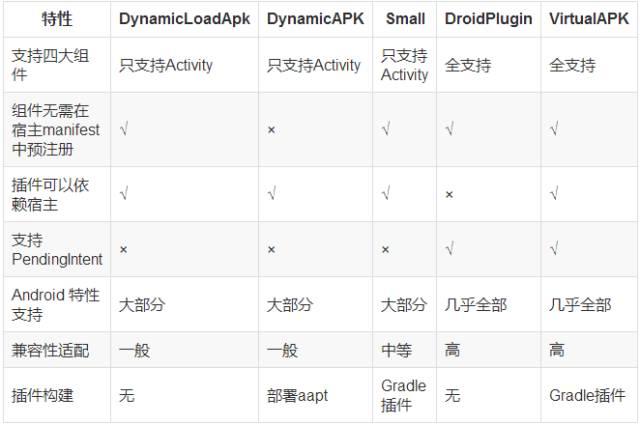 特性 DynamicLoadApk DynamicAPK Small DroidPlugin VirtualAPK
支持四大组件 只支持Activity 只支持Activity 只支持Activity 全支持 全支持
组件无需在宿主manifest中预注册 √ × √ √ √
插件可以依赖宿主 √ √ √ × √
支持PendingIntent × × × √ √
Android 特性支持 大部分 大部分 大部分 几乎全部 几乎全部
兼容性适配 一般 一般 中等 高 高
插件构建 无 部署aapt Gradle插件 无 Gradle插件